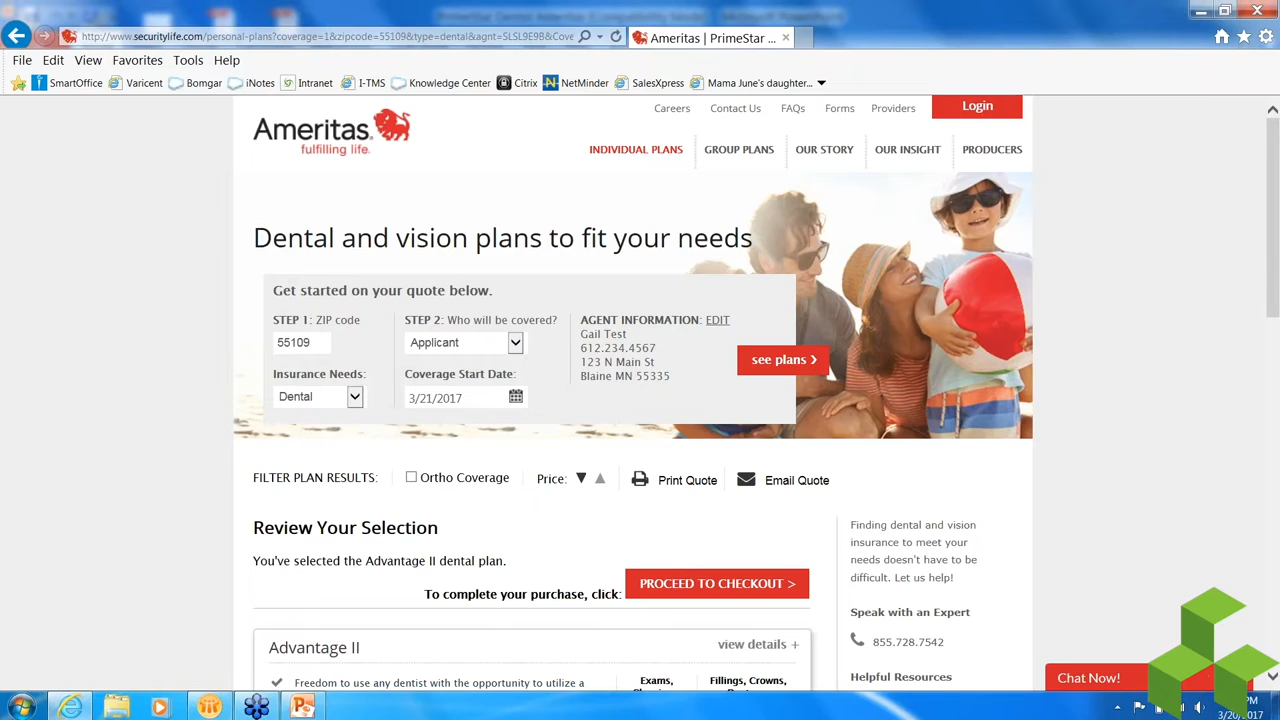 http://www.securitylife.com/personal-plans?coverage=1&zipcode=55109&type=dental&agnt=SLSL9E9B&Cove
Ameritas | PrimeStar ...
File Edit View Favorites Tools Help
SmartOffice Varicent Bomgar iNotes Intranet I-TMS Knowledge Center Citrix NetMinder SalesXpress Mama June's daughter...
Careers Contact Us FAQs Forms Providers Login
Ameritas
fulfilling life.
INDIVIDUAL PLANS GROUP PLANS OUR STORY OUR INSIGHT PRODUCERS
Dental and vision plans to fit your needs
Get started on your quote below.
STEP 1: ZIP code
55109
Insurance Needs:
Dental
STEP 2: Who will be covered?
Applicant
Coverage Start Date:
3/21/2017
AGENT INFORMATION: EDIT
Gail Test
612.234.4567
123 N Main St
Blaine MN 55335
see plans
FILTER PLAN RESULTS: Ortho Coverage Price: Print Quote Email Quote
Review Your Selection
You've selected the Advantage II dental plan.
To complete your purchase, click: PROCEED TO CHECKOUT >
Advantage II view details +
Freedom to use any dentist with the opportunity to utilize a
Exams,
Fillings, Crowns,
Finding dental and vision
insurance to meet your
needs doesn't have to be
difficult. Let us help!
Speak with an Expert
855.728.7542
Helpful Resources
Chat Now!
PM
3/20/2017